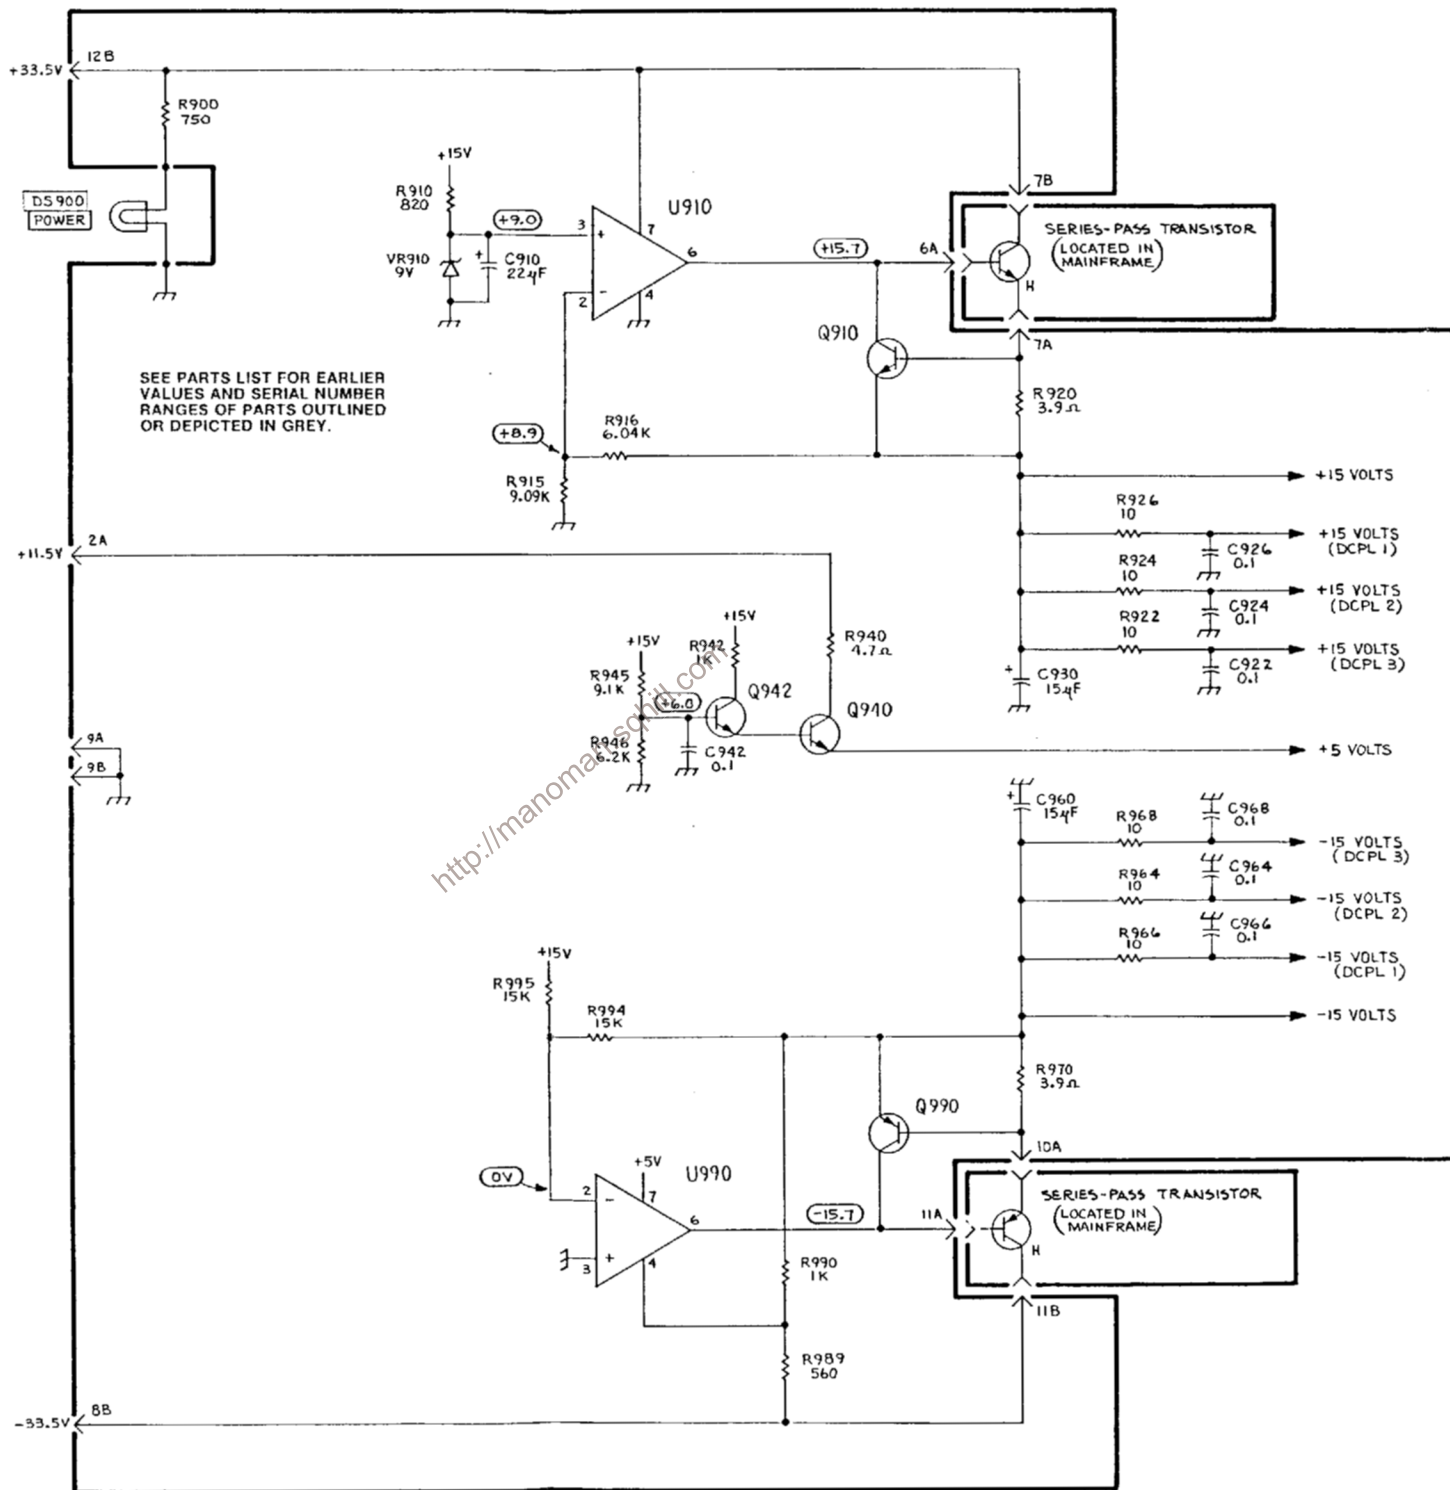 12B
+33.5V
R900
750
DS900
POWER
+15V
R910
820
+9.0
VR910
9V
+
C910
22µF
U910
3
+
7
6
2
-
4
+15.7
6A
7B
SERIES-PASS TRANSISTOR
(LOCATED IN
MAINFRAME)
H
7A
Q910
R920
3.9Ω
SEE PARTS LIST FOR EARLIER
VALUES AND SERIAL NUMBER
RANGES OF PARTS OUTLINED
OR DEPICTED IN GREY.
+8.9
R916
6.04K
R915
9.09K
+15 VOLTS
R926
10
C926
0.1
+15 VOLTS
(DCPL 1)
R924
10
C924
0.1
+15 VOLTS
(DCPL 2)
R922
10
C922
0.1
+15 VOLTS
(DCPL 3)
+
C930
15µF
+11.5V
2A
+15V
R942
1K
R940
4.7Ω
+15V
R945
9.1K
+6.0
Q942
Q940
R946
6.2K
C942
0.1
+5 VOLTS
9A
9B
http://manoman.sqhill.com
+
C960
15µF
R968
10
C968
0.1
-15 VOLTS
(DCPL 3)
R964
10
C964
0.1
-15 VOLTS
(DCPL 2)
R966
10
C966
0.1
-15 VOLTS
(DCPL 1)
-15 VOLTS
+15V
R995
15K
R994
15K
R970
3.9Ω
Q990
10A
0V
+5V
U990
2
-
7
6
+
3
4
-15.7
11A
SERIES-PASS TRANSISTOR
(LOCATED IN
MAINFRAME)
H
11B
R990
1K
R989
560
-33.5V
8B